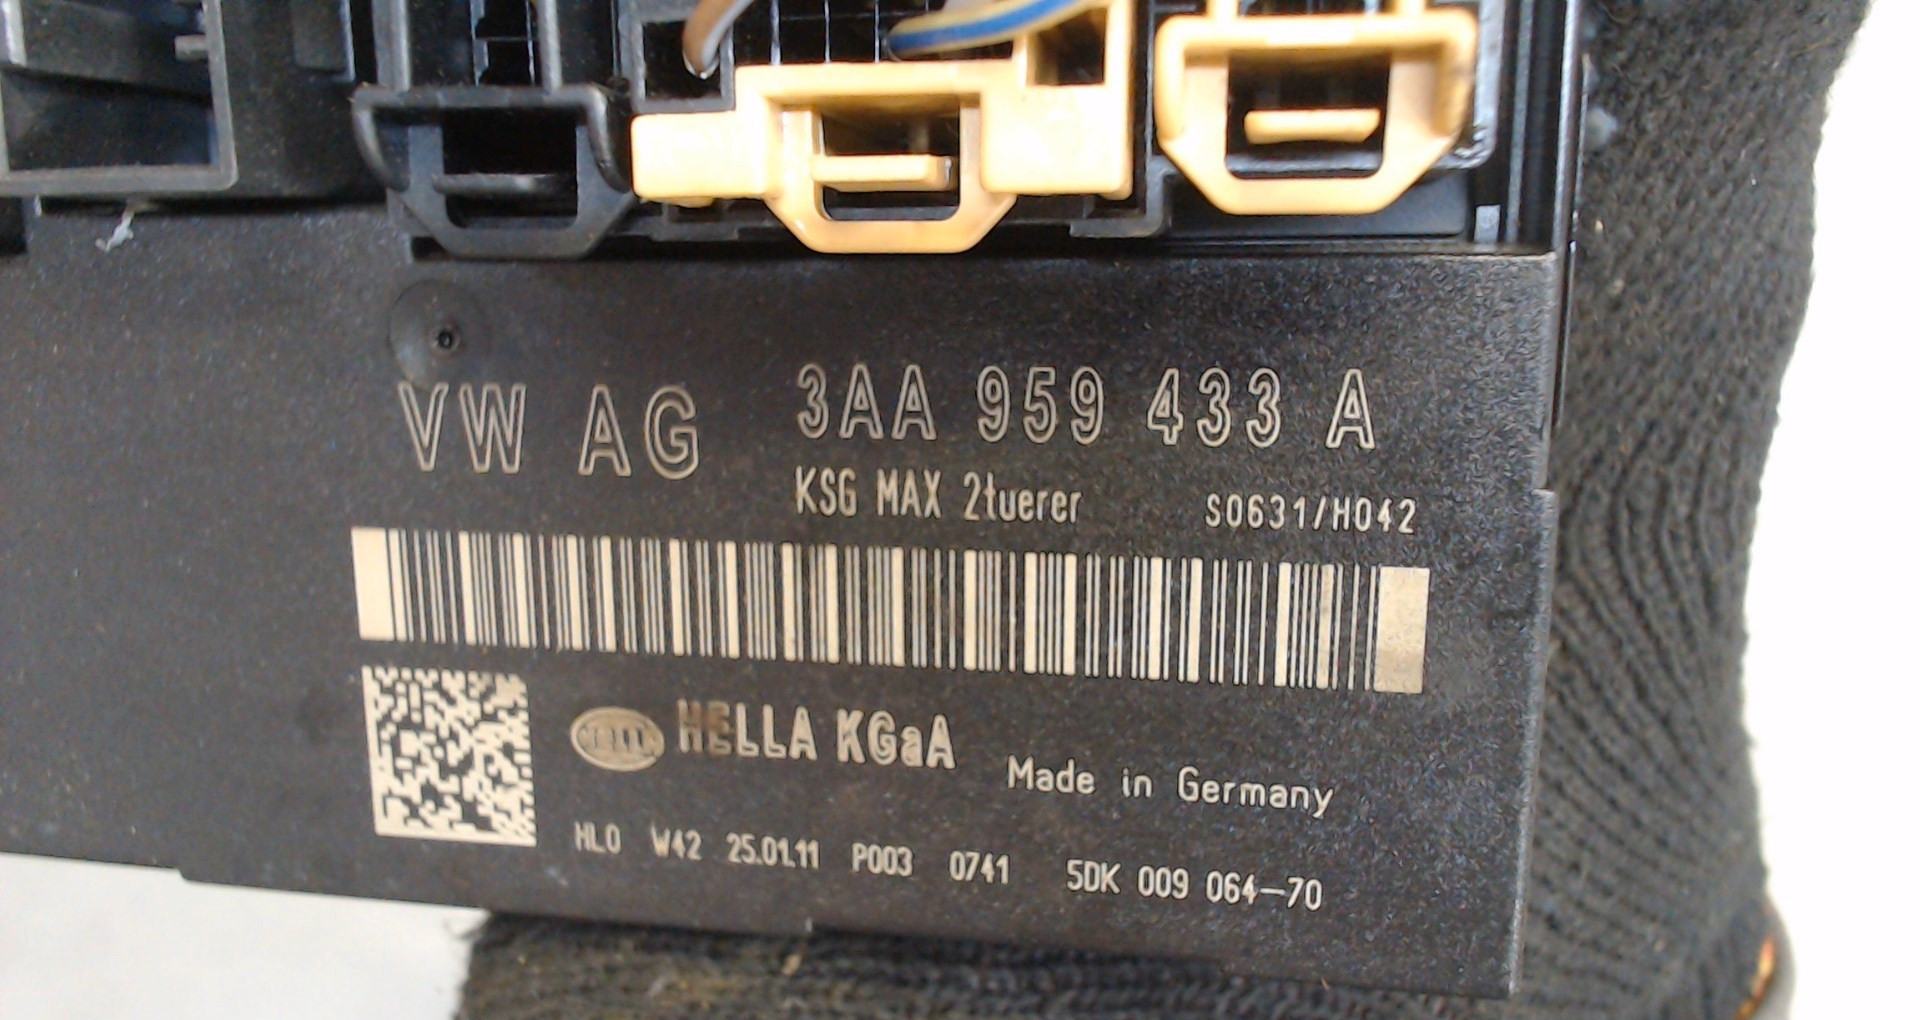 VW AG 3AA 959 433 A
KSG MAX 2tuerer S0631/H042
HELLA HELLA KGaA Made in Germany
HLO W42 25.01.11 P003 0741 5DK 009 064-70